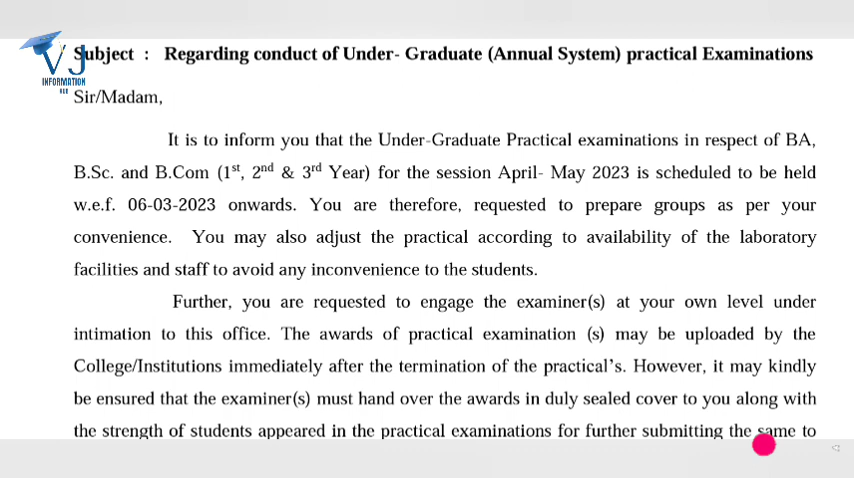 Subject : Regarding conduct of Under- Graduate (Annual System) practical Examinations
VJ
INFORMATION
Sir/Madam,
It is to inform you that the Under-Graduate Practical examinations in respect of BA,
B.Sc. and B.Com (1st, 2nd & 3rd Year) for the session April- May 2023 is scheduled to be held
w.e.f. 06-03-2023 onwards. You are therefore, requested to prepare groups as per your
convenience. You may also adjust the practical according to availability of the laboratory
facilities and staff to avoid any inconvenience to the students.
Further, you are requested to engage the examiner(s) at your own level under
intimation to this office. The awards of practical examination (s) may be uploaded by the
College/Institutions immediately after the termination of the practical's. However, it may kindly
be ensured that the examiner(s) must hand over the awards in duly sealed cover to you along with
the strength of students appeared in the practical examinations for further submitting the same to